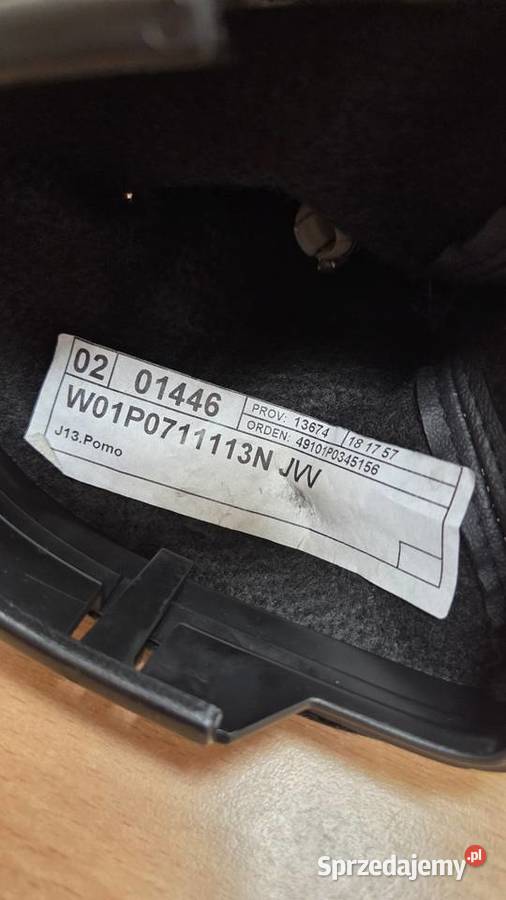 02 01446 PROV: 13674 18 17 57
ORDEN: 49101P0345156
W01P0711113N JVV
J13.Pomo
Sprzedajemy.pl